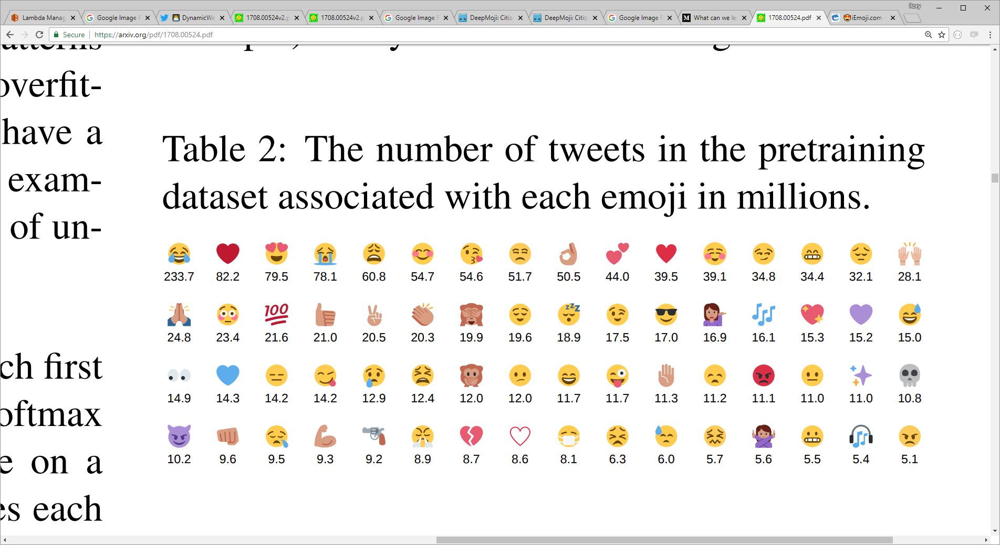 Rory
Lambda Manag
Google Image R
DynamicWe
1708.00524v2.p
1708.00524v2.p
Google Image R
DeepMoji: Citiz
DeepMoji: Citiz
Google Image R
What can we le
1708.00524.pdf
iEmoji.com -
Secure https://arxiv.org/pdf/1708.00524.pdf
atterns
overfit-
have a
exam-
of un-
ch first
oftmax
e on a
es each
Table 2: The number of tweets in the pretraining
dataset associated with each emoji in millions.
😂 ❤ 😍 😭 😩 😊 😘 😒 👌 💕 ♥ ☺ 😏 😁 😔 🙌
233.7 82.2 79.5 78.1 60.8 54.7 54.6 51.7 50.5 44.0 39.5 39.1 34.8 34.4 32.1 28.1
🙏 😳 💯 👍 ✌ 👏 🙈 😌 😴 😉 😎 💁 🎶 💖 💜 😅
24.8 23.4 21.6 21.0 20.5 20.3 19.9 19.6 18.9 17.5 17.0 16.9 16.1 15.3 15.2 15.0
👀 💙 😑 😋 😢 😫 🙊 😕 😄 😜 ✋ 😞 😡 😐 ✨ 💀
14.9 14.3 14.2 14.2 12.9 12.4 12.0 12.0 11.7 11.7 11.3 11.2 11.1 11.0 11.0 10.8
😈 👊 😪 💪 🔫 😤 💔 ♡ 😷 😣 😓 😖 🙅 😬 🎧 😠
10.2 9.6 9.5 9.3 9.2 8.9 8.7 8.6 8.1 6.3 6.0 5.7 5.6 5.5 5.4 5.1